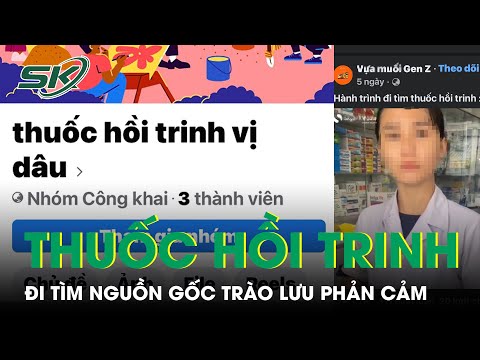 SK
thuốc hồi trinh vị
dâu
Nhóm Công khai · 3 thành viên
Vựa muối Gen Z · Theo dõi
5 ngày ·
Hành trình đi tìm thuốc hồi trinh :
THUỐC HỒI TRINH
ĐI TÌM NGUỒN GỐC TRÀO LƯU PHẢN CẢM